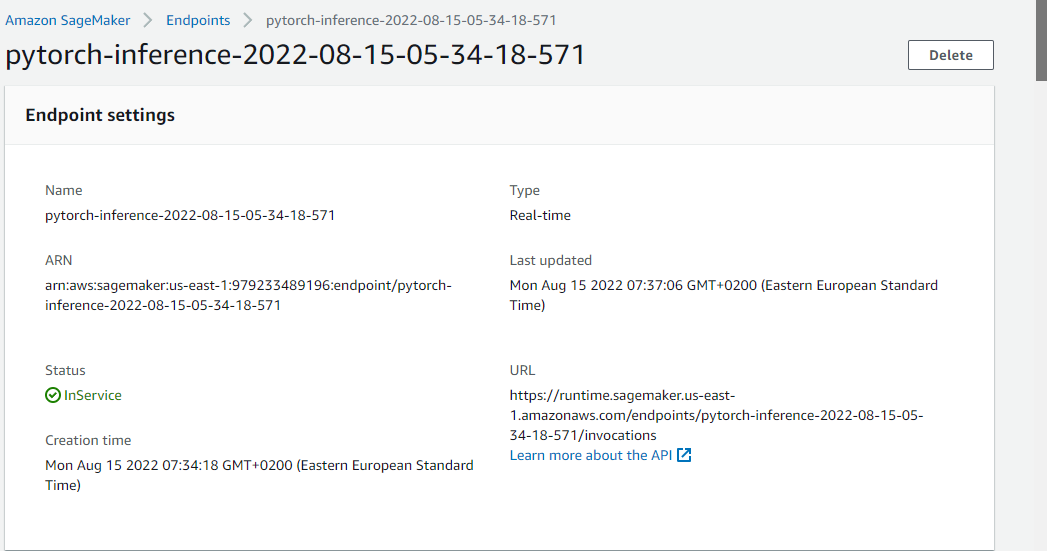 Amazon SageMaker > Endpoints > pytorch-inference-2022-08-15-05-34-18-571
pytorch-inference-2022-08-15-05-34-18-571
Delete
Endpoint settings
Name
pytorch-inference-2022-08-15-05-34-18-571
Type
Real-time
ARN
arn:aws:sagemaker:us-east-1:979233489196:endpoint/pytorch-
inference-2022-08-15-05-34-18-571
Last updated
Mon Aug 15 2022 07:37:06 GMT+0200 (Eastern European Standard
Time)
Status
InService
URL
https://runtime.sagemaker.us-east-
1.amazonaws.com/endpoints/pytorch-inference-2022-08-15-05-
34-18-571/invocations
Learn more about the API
Creation time
Mon Aug 15 2022 07:34:18 GMT+0200 (Eastern European Standard
Time)